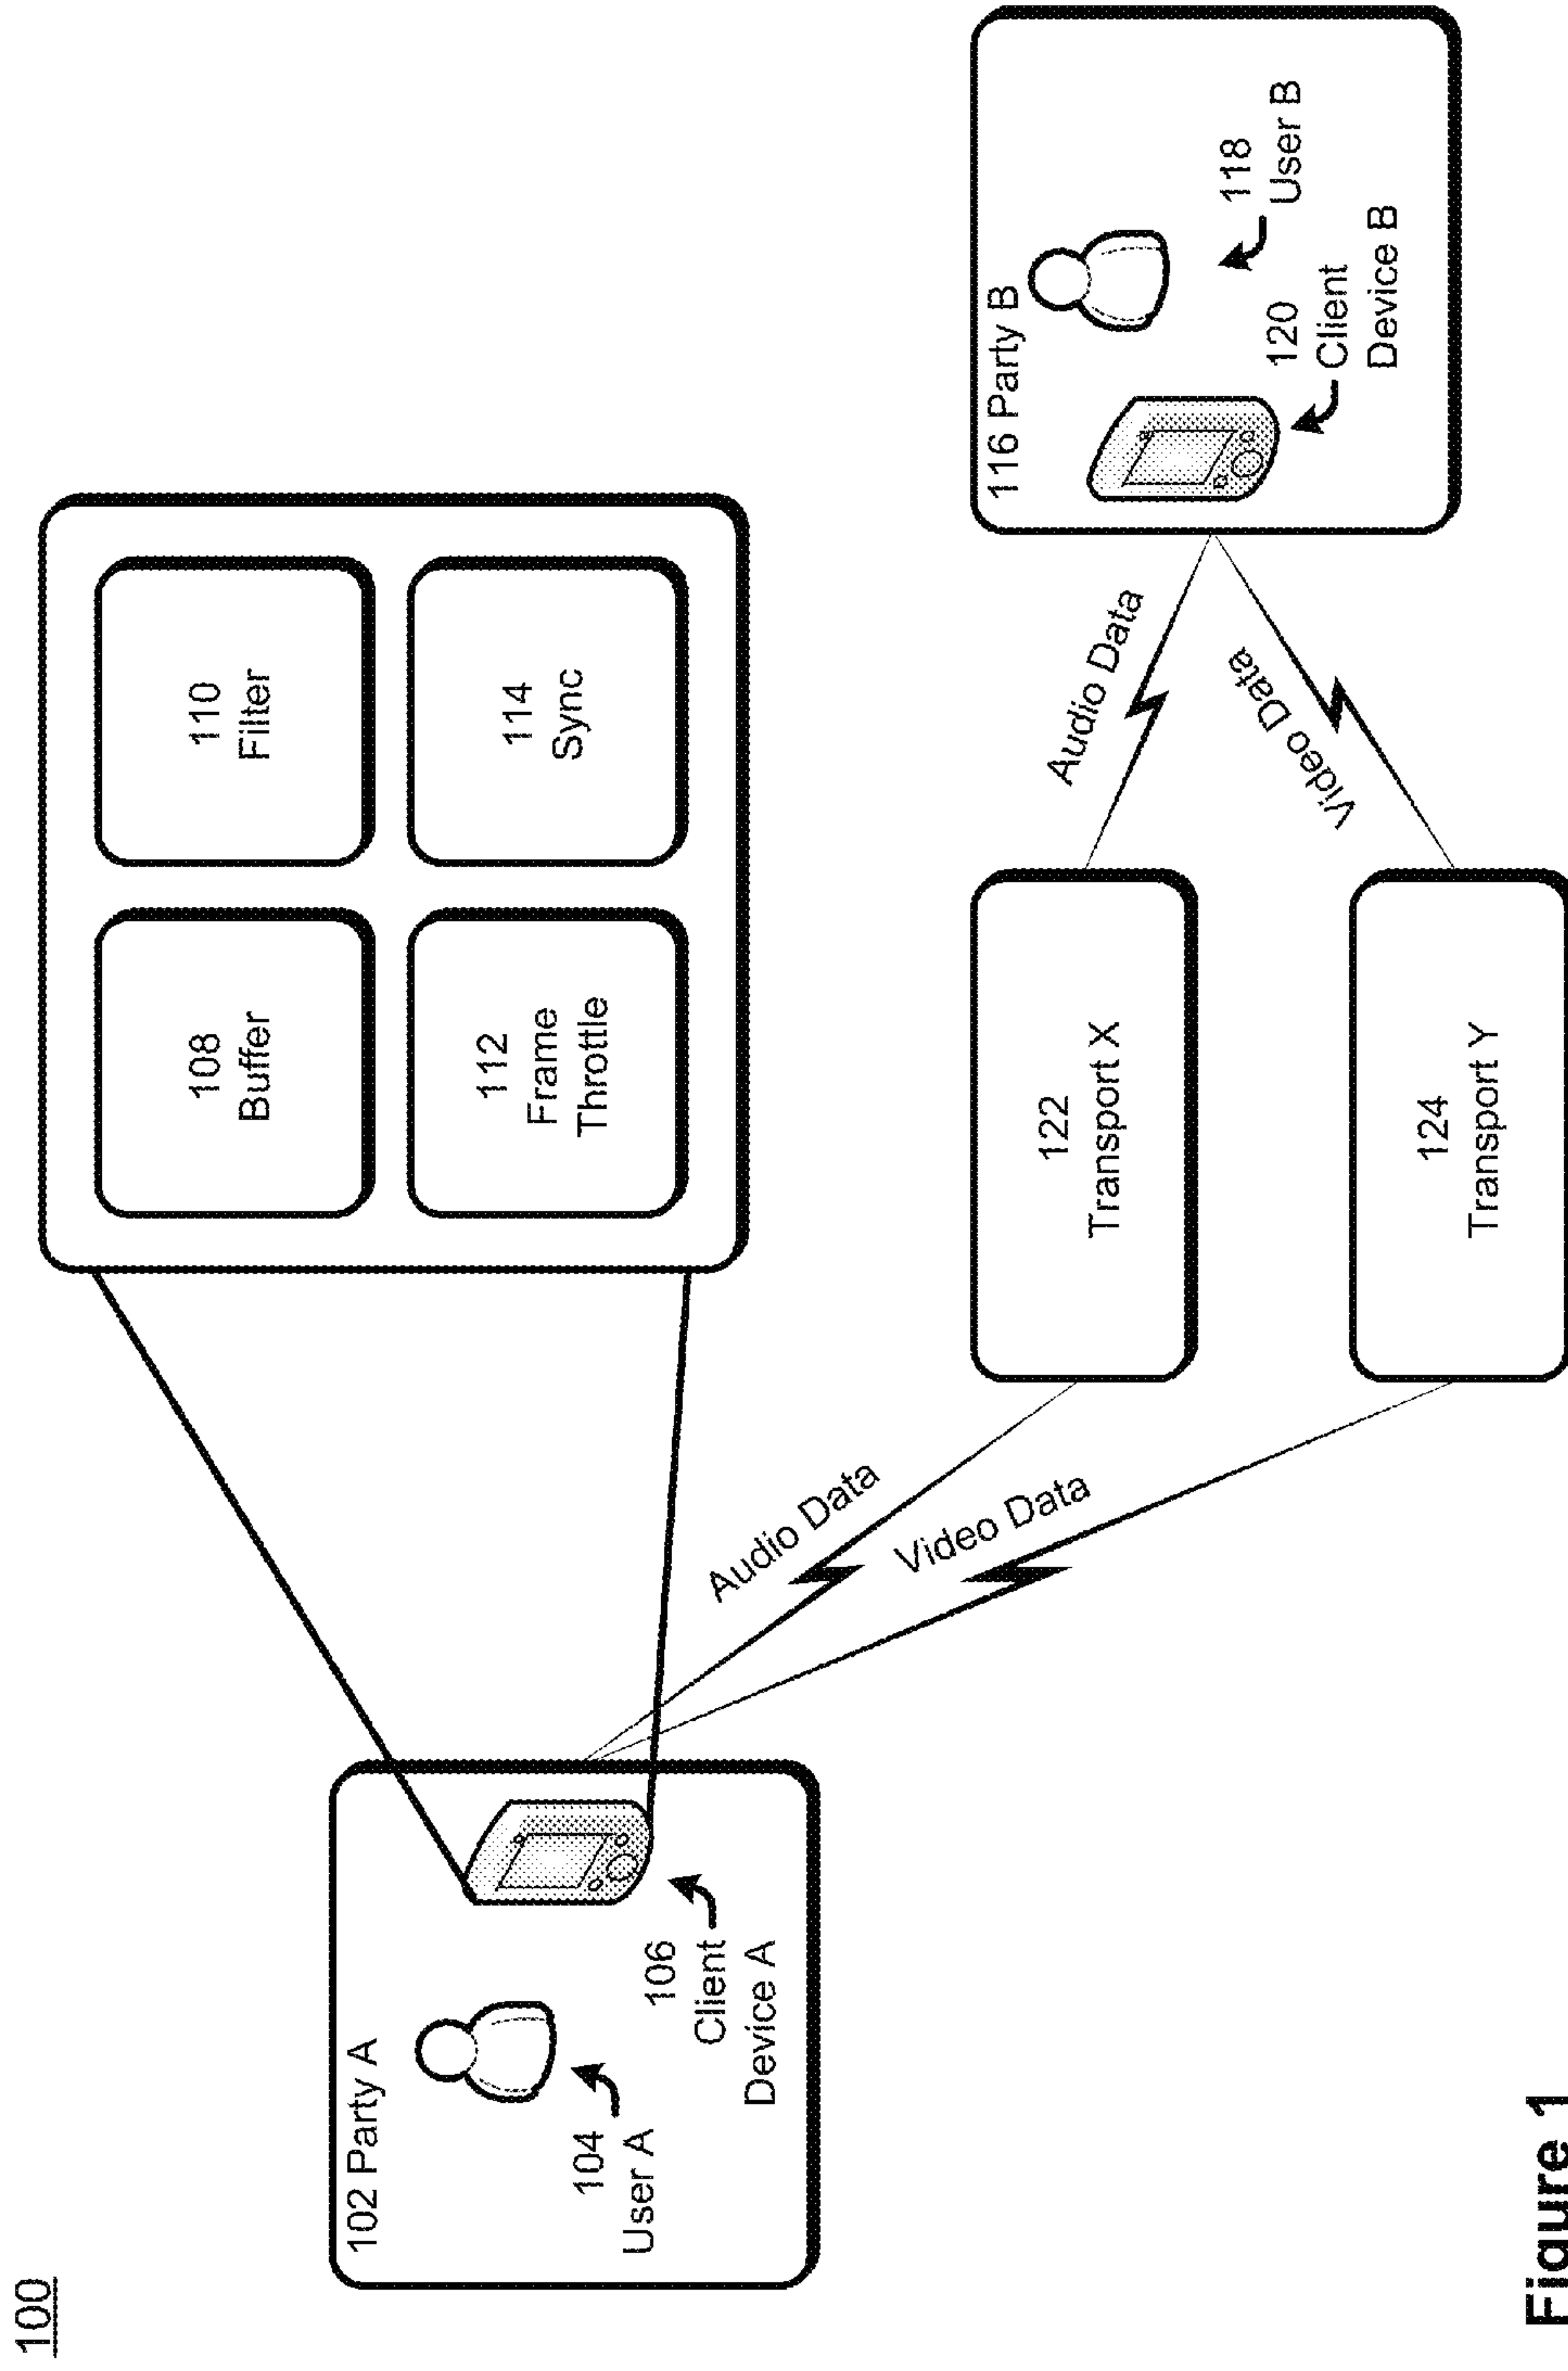 100
102 Party A
104
User A
106
Client
Device A
108
Buffer
110
Filter
112
Frame
Throttle
114
Sync
Audio Data
Video Data
122
Transport X
124
Transport Y
Audio Data
Video Data
116 Party B
118
User B
120
Client
Device B
Figure 1